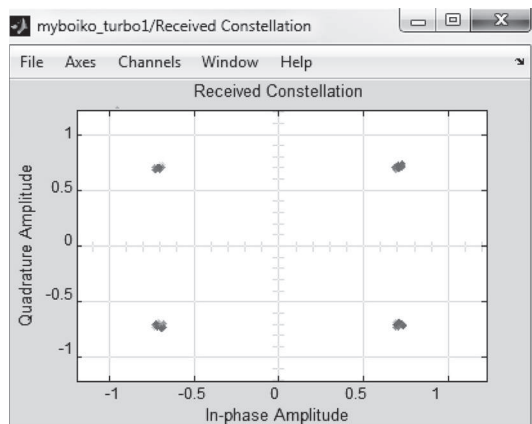 myboiko_turbo1/Received Constellation
File Axes Channels Window Help
Received Constellation
Quadrature Amplitude
1
0.5
0
-0.5
-1
-1 -0.5 0 0.5 1
In-phase Amplitude